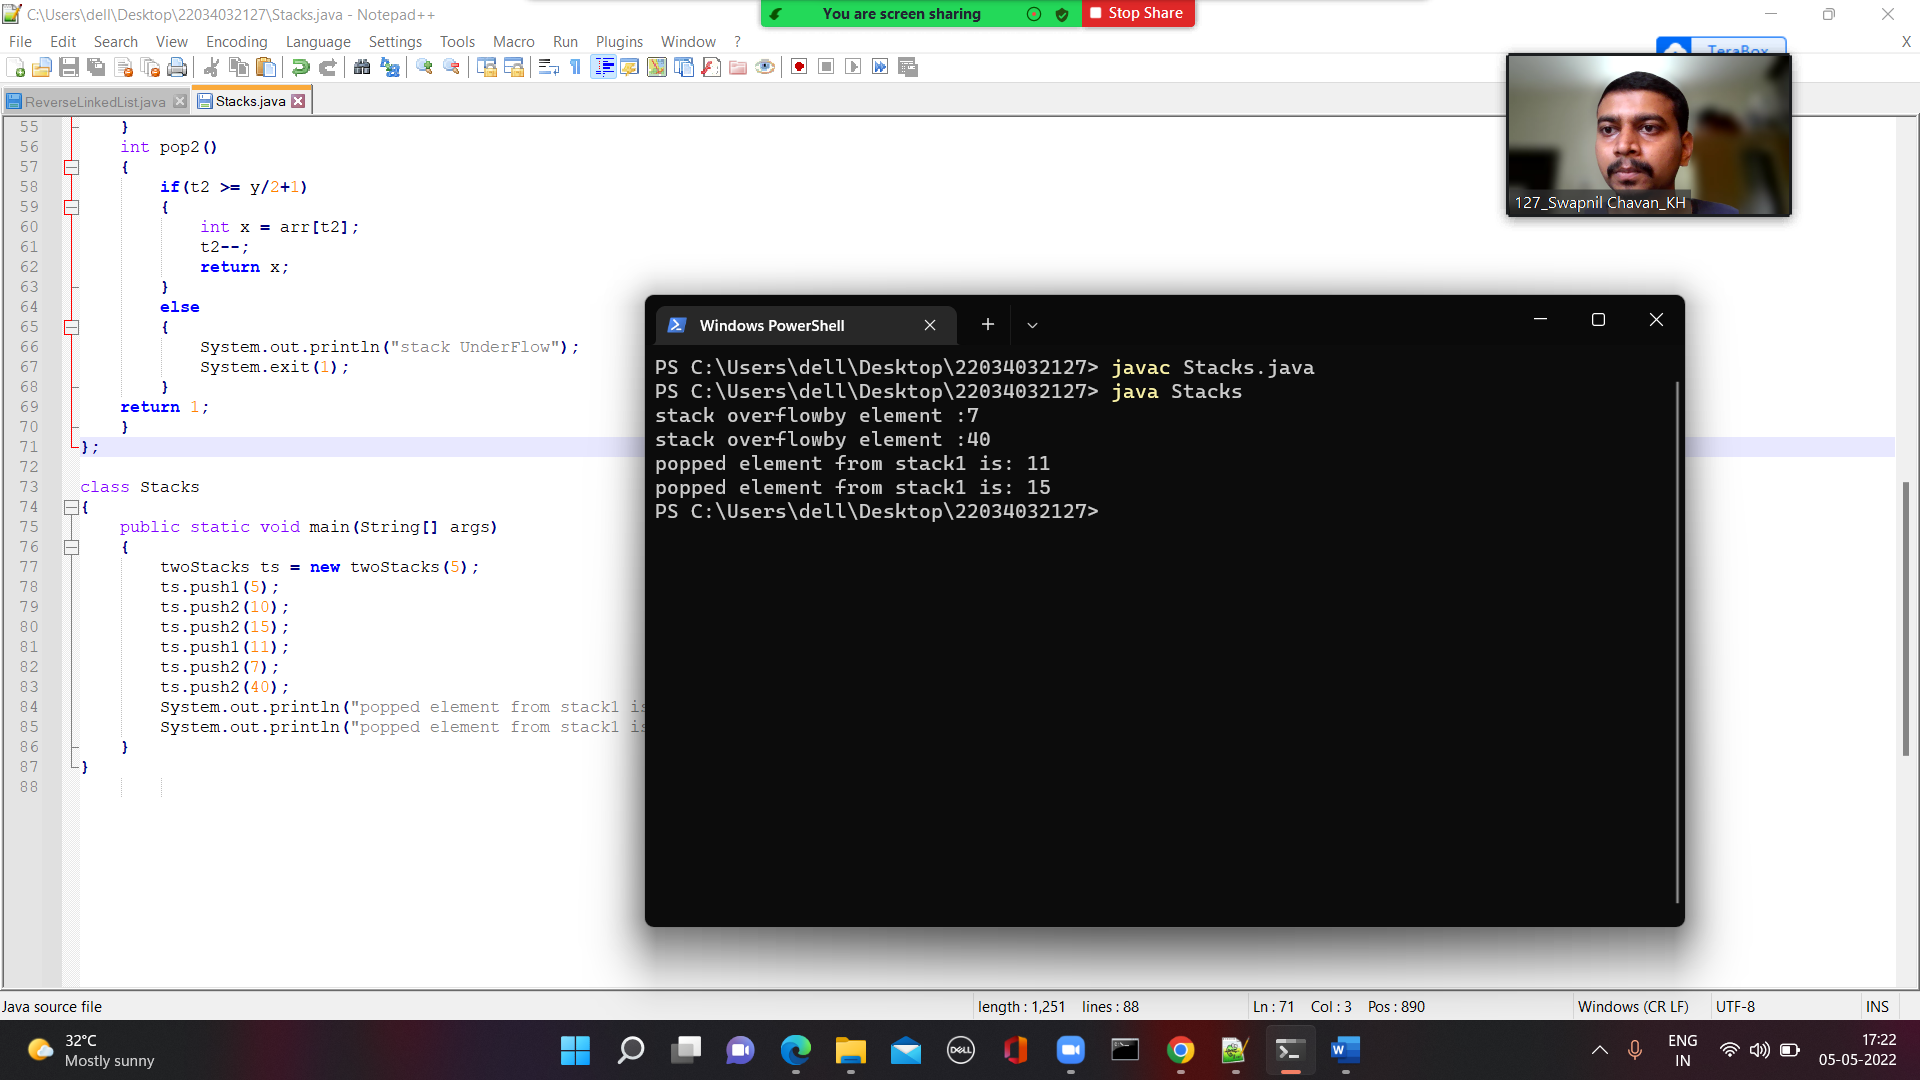 C:\Users\dell\Desktop\22034032127\Stacks.java - Notepad++
You are screen sharing
Stop Share
File Edit Search View Encoding Language Settings Tools Macro Run Plugins Window ?
X
TeraBox
ReverseLinkedList.java
Stacks.java
127_Swapnil Chavan_KH
55 }
56 int pop2()
57 {
58 if(t2 >= y/2+1)
59 {
60 int x = arr[t2];
61 t2--;
62 return x;
63 }
64 else
65 {
66 System.out.println("stack UnderFlow");
67 System.exit(1);
68 }
69 return 1;
70 }
71 };
72
73 class Stacks
74 {
75 public static void main(String[] args)
76 {
77 twoStacks ts = new twoStacks(5);
78 ts.push1(5);
79 ts.push2(10);
80 ts.push2(15);
81 ts.push1(11);
82 ts.push2(7);
83 ts.push2(40);
84 System.out.println("popped element from stack1 is
85 System.out.println("popped element from stack1 is
86 }
87 }
88
Windows PowerShell
PS C:\Users\dell\Desktop\22034032127> javac Stacks.java
PS C:\Users\dell\Desktop\22034032127> java Stacks
stack overflowby element :7
stack overflowby element :40
popped element from stack1 is: 11
popped element from stack1 is: 15
PS C:\Users\dell\Desktop\22034032127>
Java source file
length : 1,251 lines : 88
Ln : 71 Col : 3 Pos : 890
Windows (CR LF)
UTF-8
INS
32°C
Mostly sunny
DELL
W
ENG
IN
17:22
05-05-2022